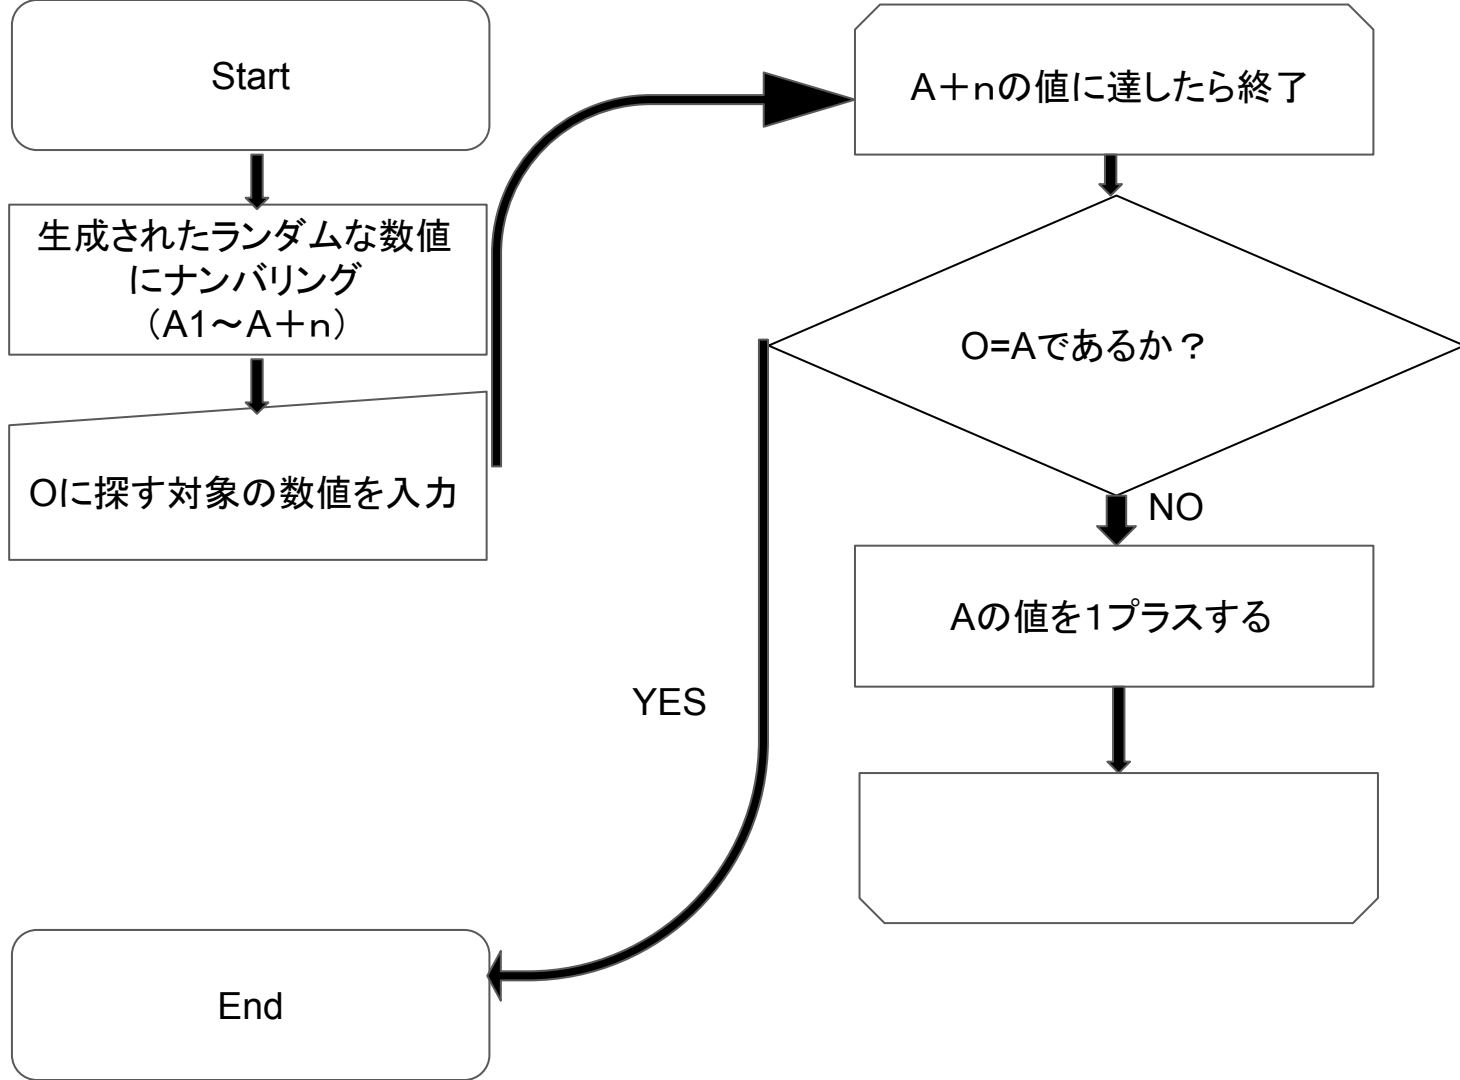 Start
生成されたランダムな数値
にナンバリング
（A1～A＋ｎ）
Oに探す対象の数値を入力
A＋ｎの値に達したら終了
O=Aであるか？
NO
Aの値を１プラスする
YES
End